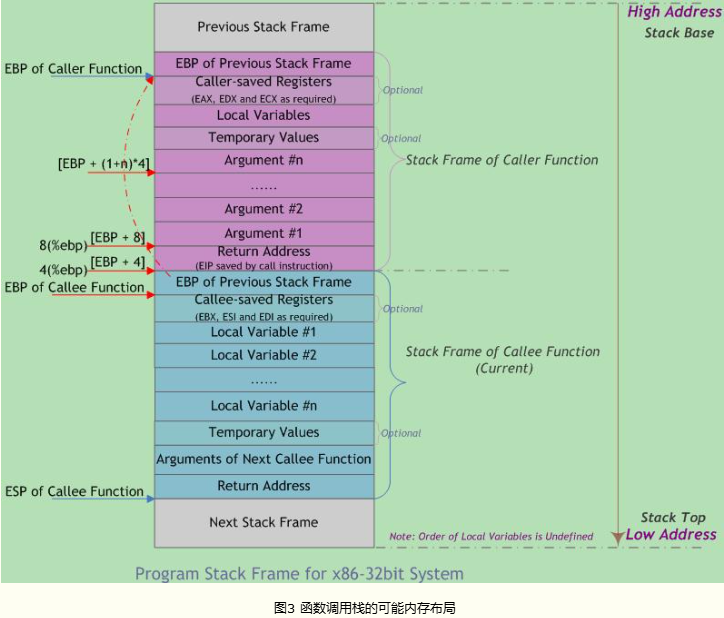 High Address
Stack Base
Previous Stack Frame
EBP of Caller Function
EBP of Previous Stack Frame
Caller-saved Registers
(EAX, EDX and ECX as required)
Optional
Local Variables
Temporary Values
Optional
[EBP + (1+n)*4]
Argument #n
Stack Frame of Caller Function
......
Argument #2
Argument #1
8(%ebp)
[EBP + 8]
Return Address
(EIP saved by call instruction)
4(%ebp)
[EBP + 4]
EBP of Previous Stack Frame
EBP of Callee Function
Callee-saved Registers
(EBX, ESI and EDI as required)
Optional
Local Variable #1
Local Variable #2
Stack Frame of Callee Function
(Current)
......
Local Variable #n
Temporary Values
Optional
Arguments of Next Callee Function
Return Address
ESP of Callee Function
Next Stack Frame
Note: Order of Local Variables is Undefined
Stack Top
Low Address
Program Stack Frame for x86-32bit System
图3 函数调用栈的可能内存布局